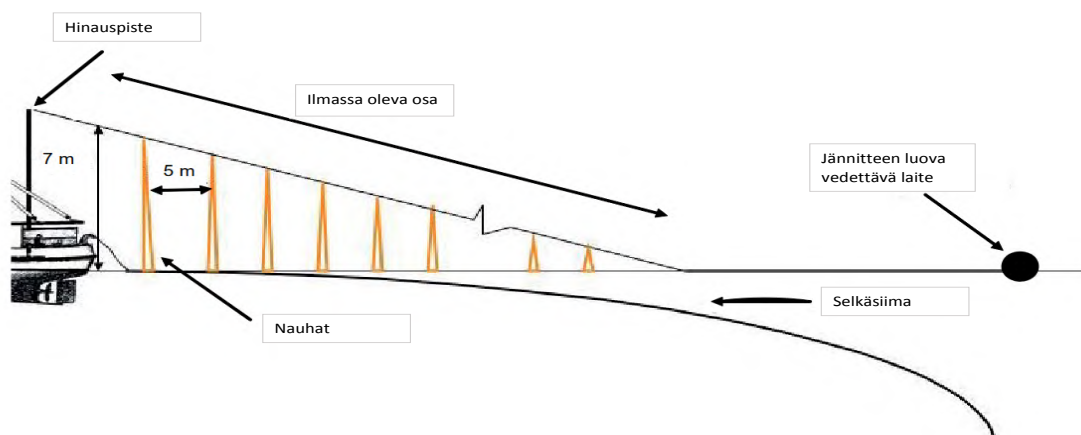 Hinauspiste
Ilmassa oleva osa
7 m
5 m
Jännitteen luova
vedettävä laite
Selkäsiima
Nauhat